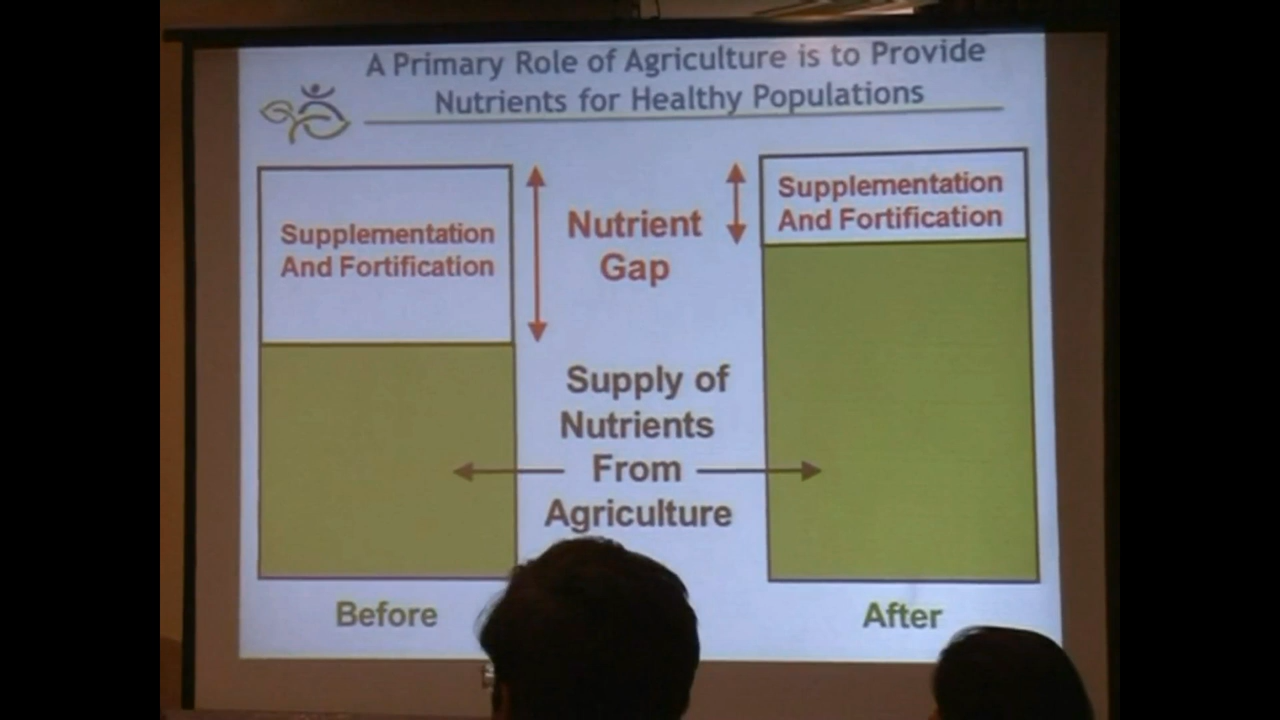 A Primary Role of Agriculture is to Provide
Nutrients for Healthy Populations
Supplementation
And Fortification
Nutrient
Gap
Supplementation
And Fortification
Supply of
Nutrients
From
Agriculture
Before
After